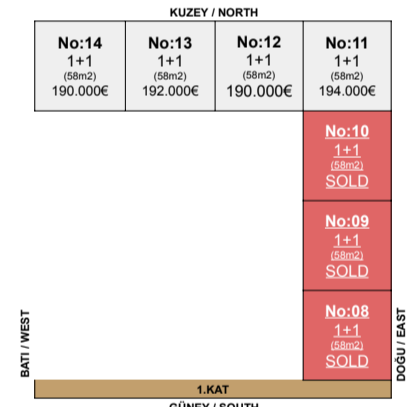 KUZEY / NORTH
No:14
1+1
(58m2)
190.000€
No:13
1+1
(58m2)
192.000€
No:12
1+1
(58m2)
190.000€
No:11
1+1
(58m2)
194.000€
No:10
1+1
(58m2)
SOLD
No:09
1+1
(58m2)
SOLD
No:08
1+1
(58m2)
SOLD
BATI / WEST
DOĞU / EAST
1.KAT
GÜNEY / SOUTH